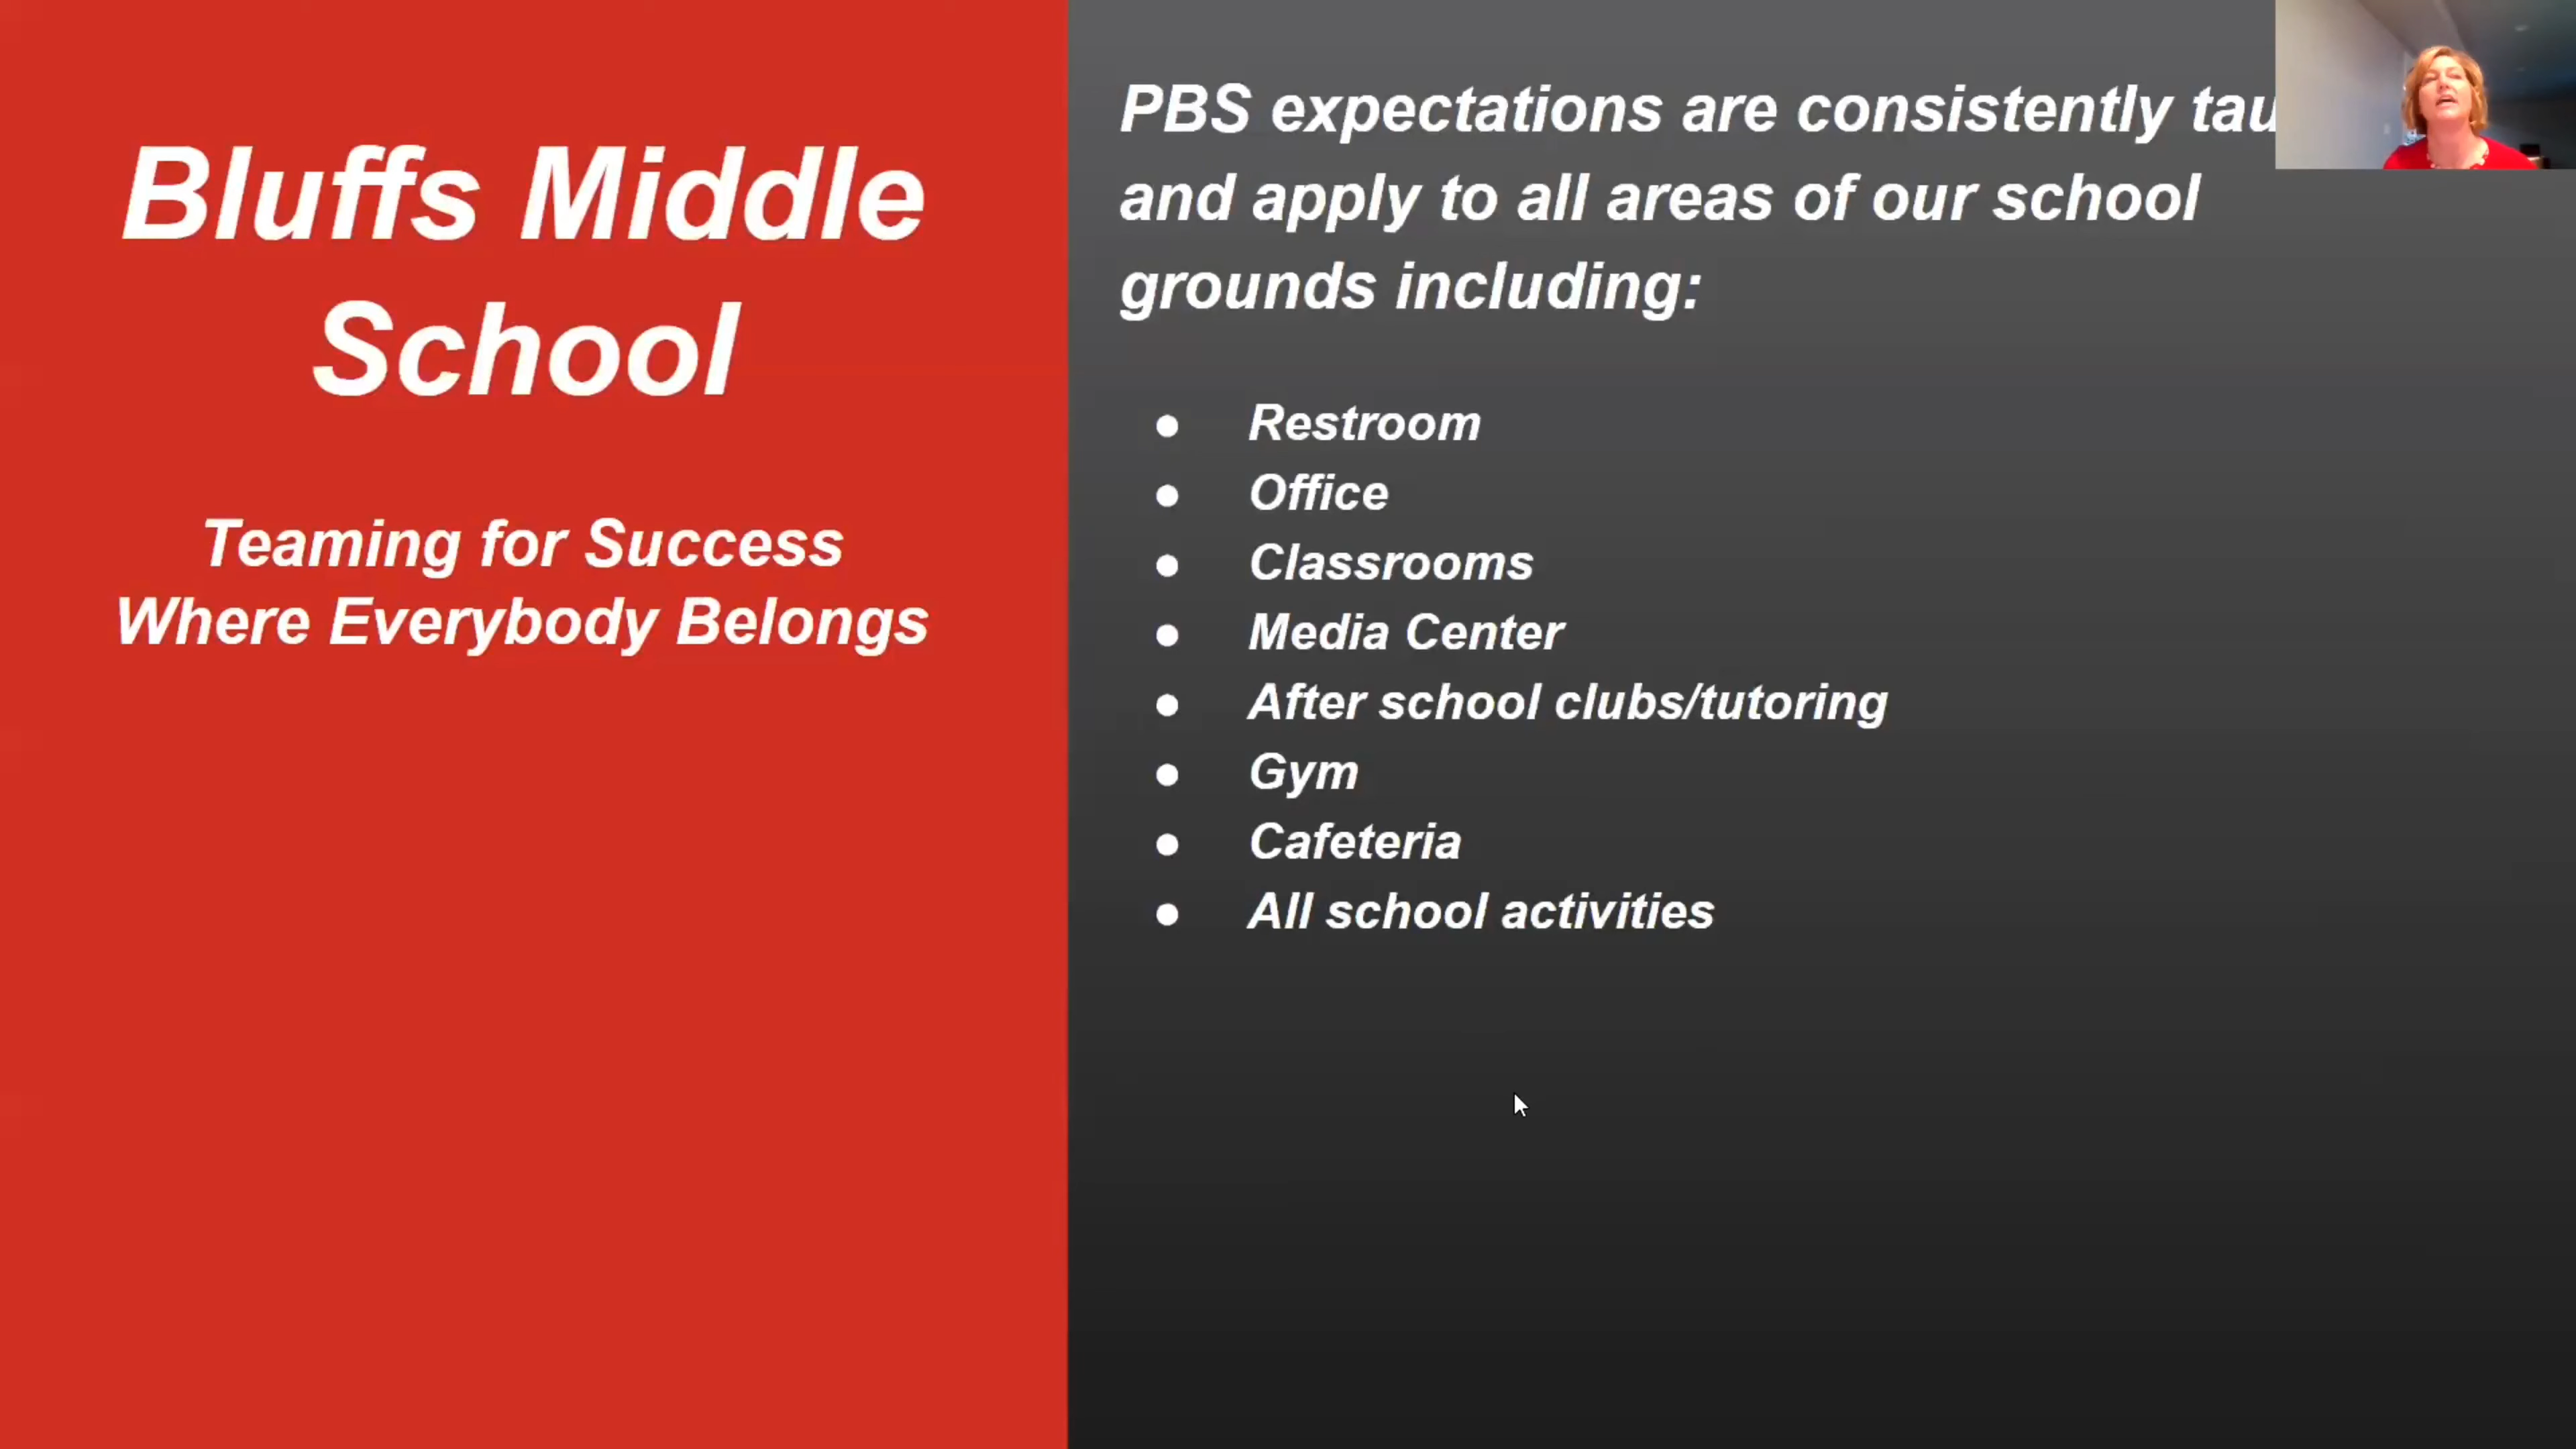 Bluffs Middle
School
Teaming for Success
Where Everybody Belongs
PBS expectations are consistently
and apply to all areas of our school
grounds including:
● Restroom
● Office
● Classrooms
● Media Center
● After school clubs/tutoring
● Gym
● Cafeteria
● All school activities